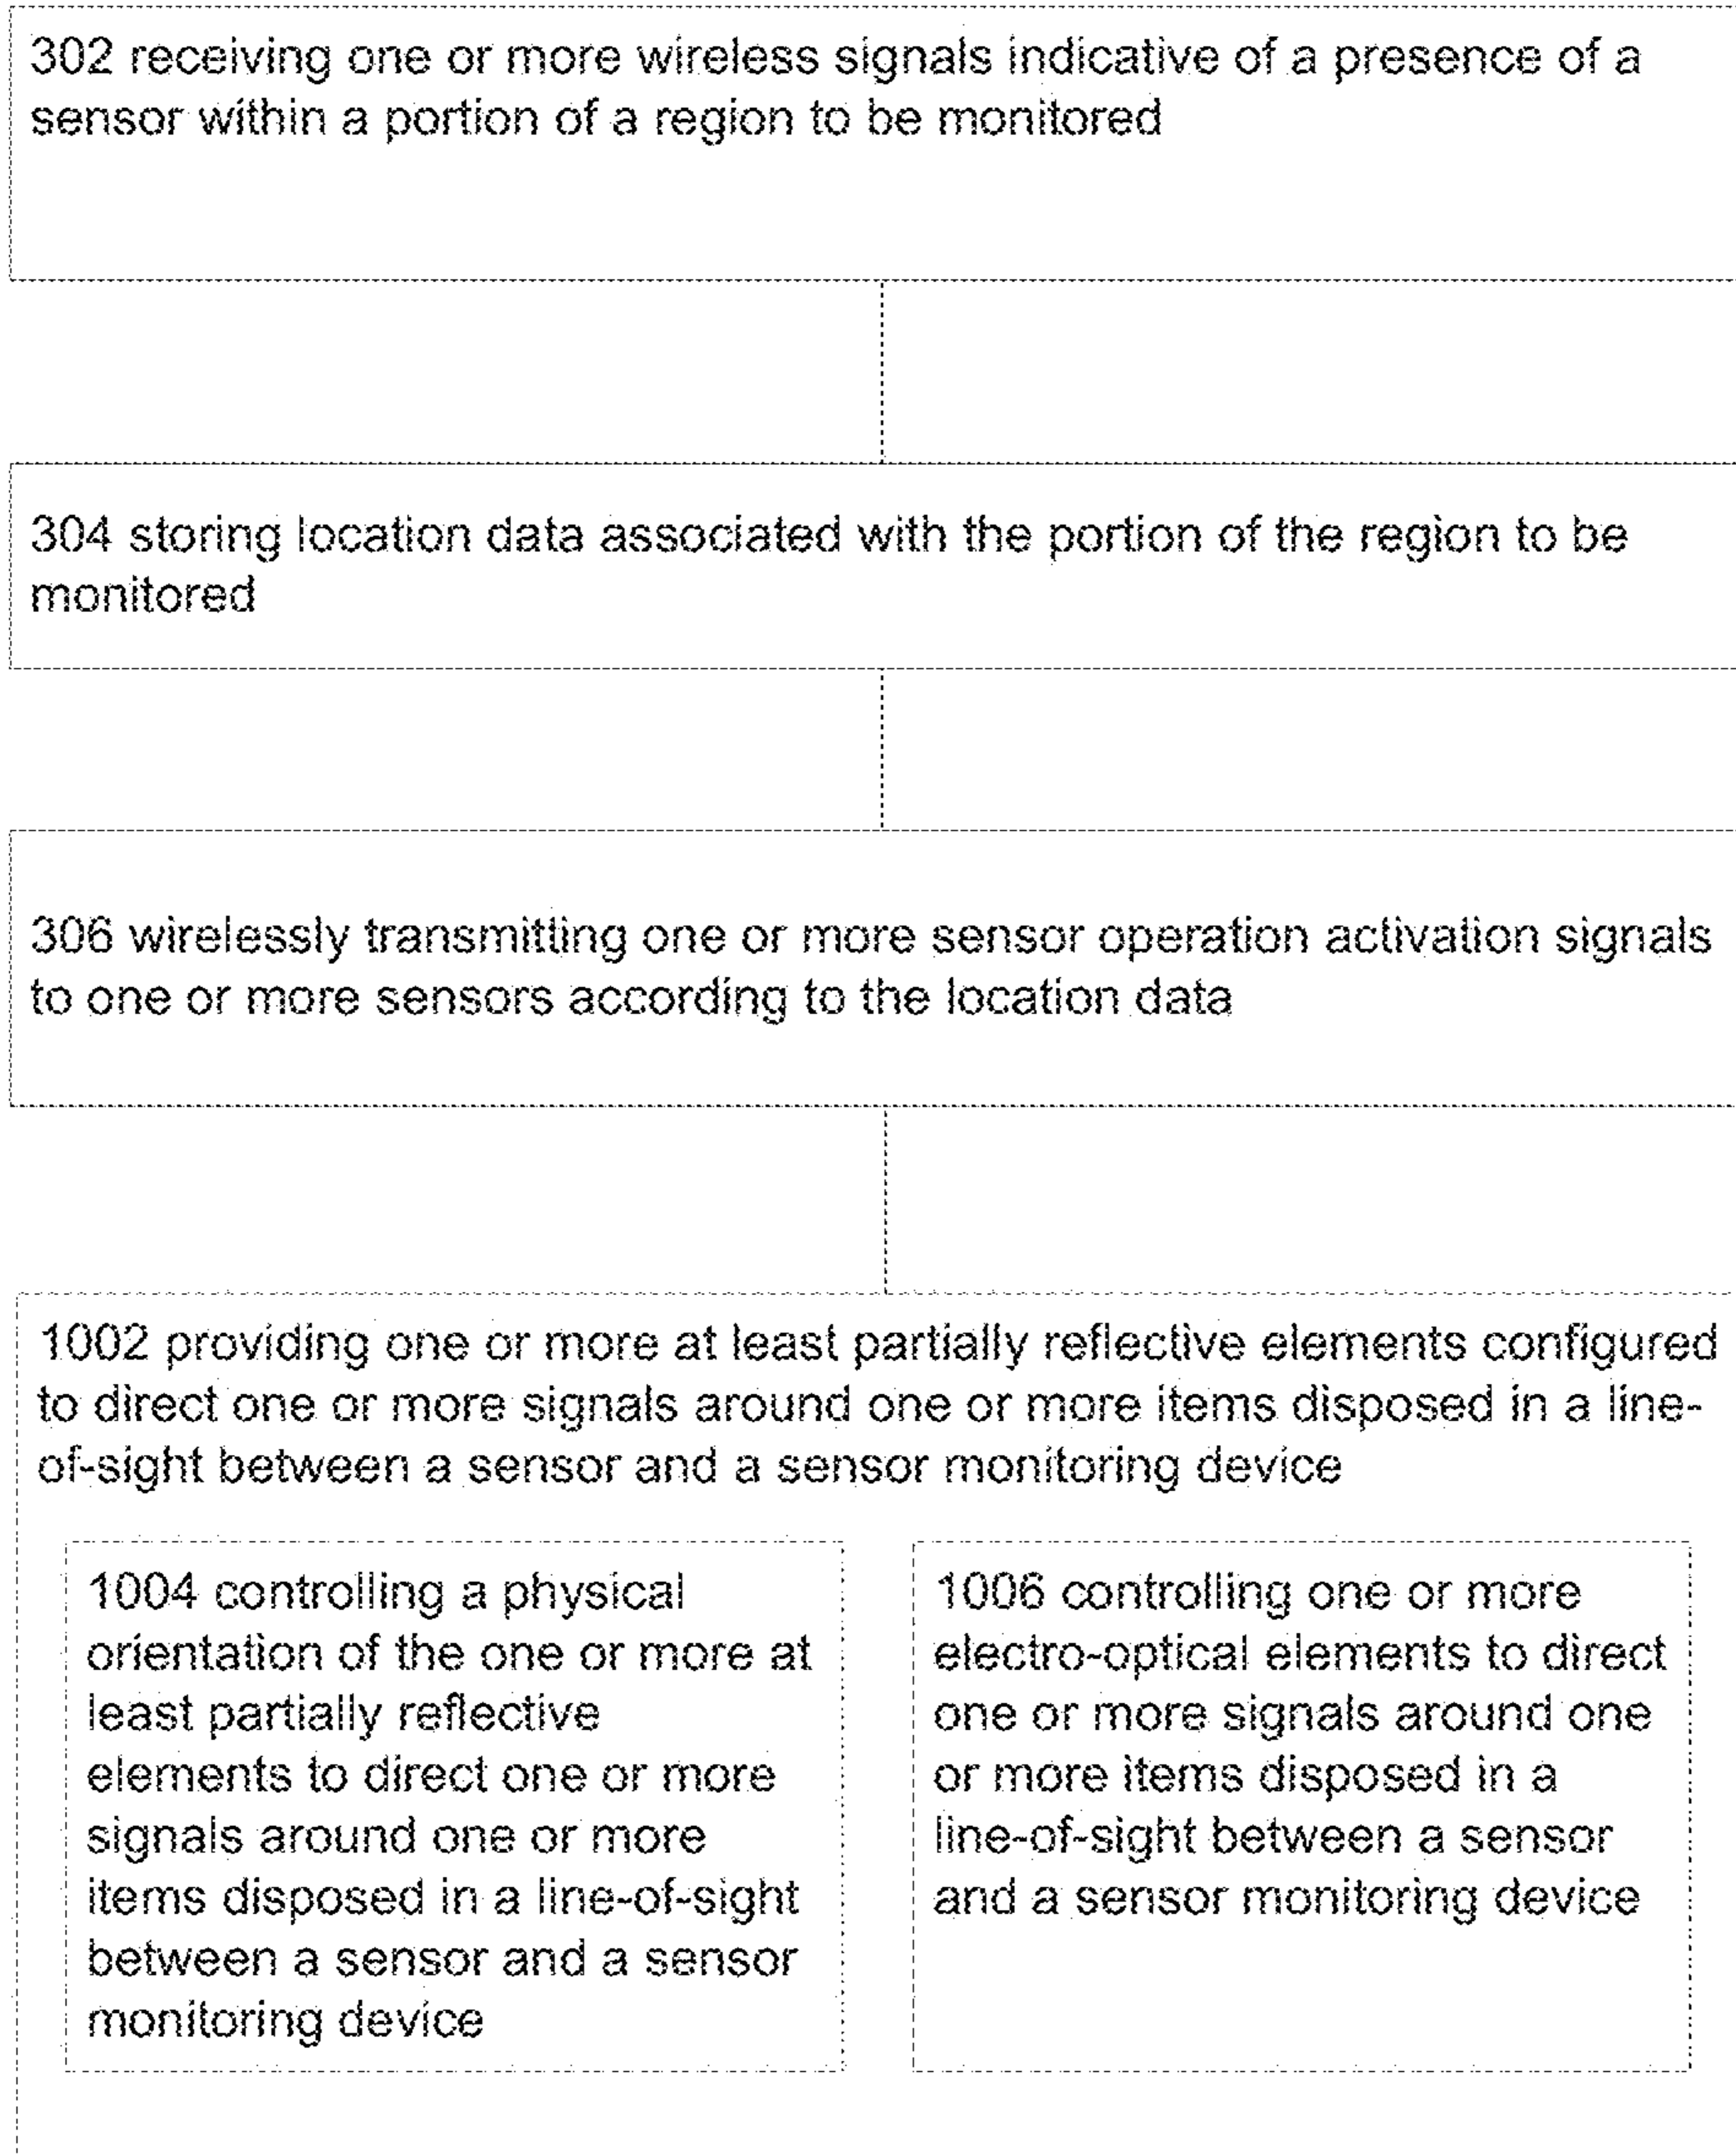 302 receiving one or more wireless signals indicative of a presence of a
sensor within a portion of a region to be monitored
304 storing location data associated with the portion of the region to be
monitored
306 wirelessly transmitting one or more sensor operation activation signals
to one or more sensors according to the location data
1002 providing one or more at least partially reflective elements configured
to direct one or more signals around one or more items disposed in a line-
of-sight between a sensor and a sensor monitoring device
1004 controlling a physical
orientation of the one or more at
least partially reflective
elements to direct one or more
signals around one or more
items disposed in a line-of-sight
between a sensor and a sensor
monitoring device
1006 controlling one or more
electro-optical elements to direct
one or more signals around one
or more items disposed in a
line-of-sight between a sensor
and a sensor monitoring device